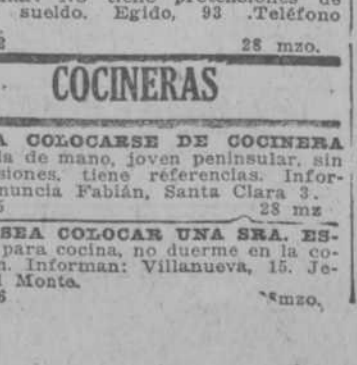 sueldo. Egido, 93 .Teléfono
28 mzo.
COCINERAS
A COLOCARSE DE COCINERA
da de mano, joven peninsular, sin
siones, tiene referencias. Infor-
nuncia Fabián, Santa Clara 3.
28 mz
SEA COLOCAR UNA SRA. ES-
para cocina, no duerme en la co-
n. Informan: Villanueva, 15. Je-
l Monte.
mzo.